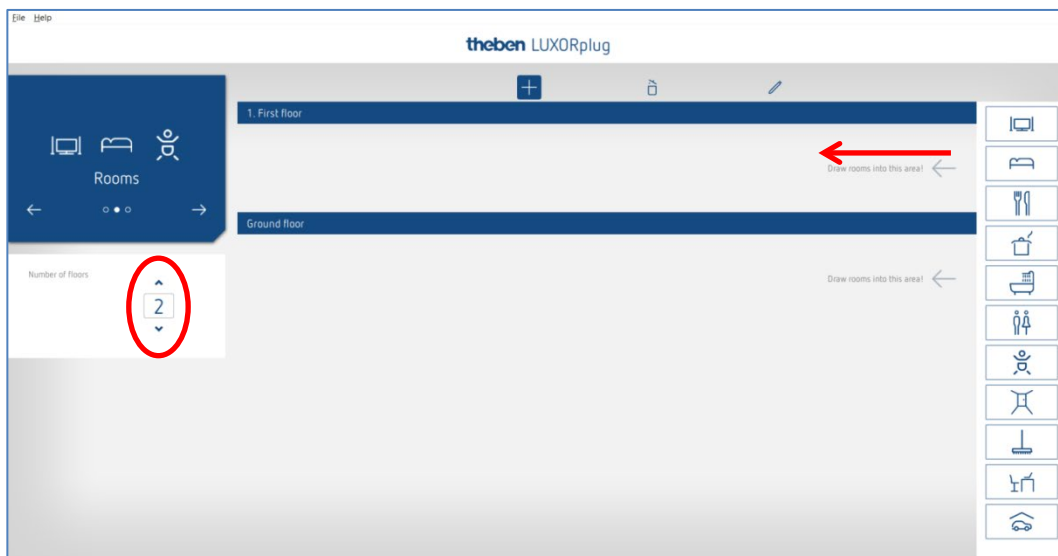 File Help
theben LUXORplug
Rooms
1. First floor
Draw rooms into this area!
Ground floor
Number of floors
2
Draw rooms into this area!